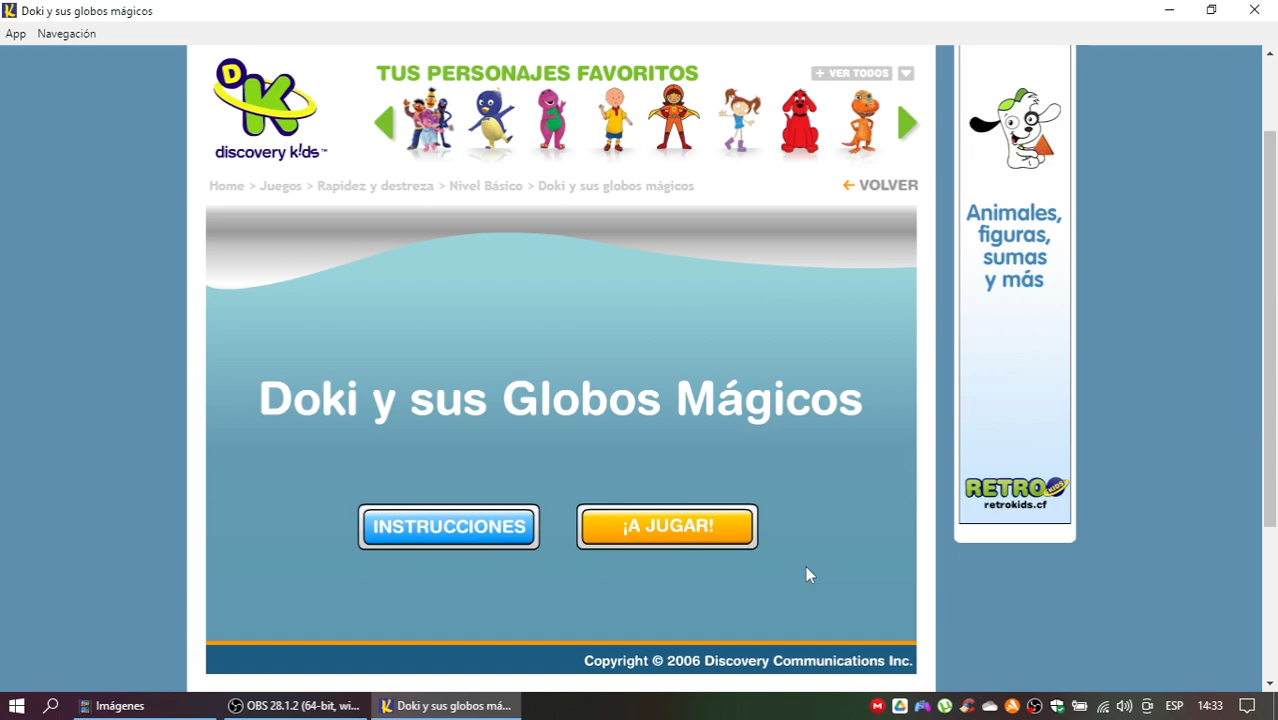 Doki y sus globos mágicos
App Navegación
DK
discovery k!ds™
TUS PERSONAJES FAVORITOS
+ VER TODOS
Home > Juegos > Rapidez y destreza > Nivel Básico > Doki y sus globos mágicos
VOLVER
Doki y sus Globos Mágicos
INSTRUCCIONES
¡A JUGAR!
Copyright © 2006 Discovery Communications Inc.
Animales,
figuras,
sumas
y más
RETRO KIDS
retrokids.cf
Imágenes
OBS 28.1.2 (64-bit, wi...
Doki y sus globos má...
ESP
14:33